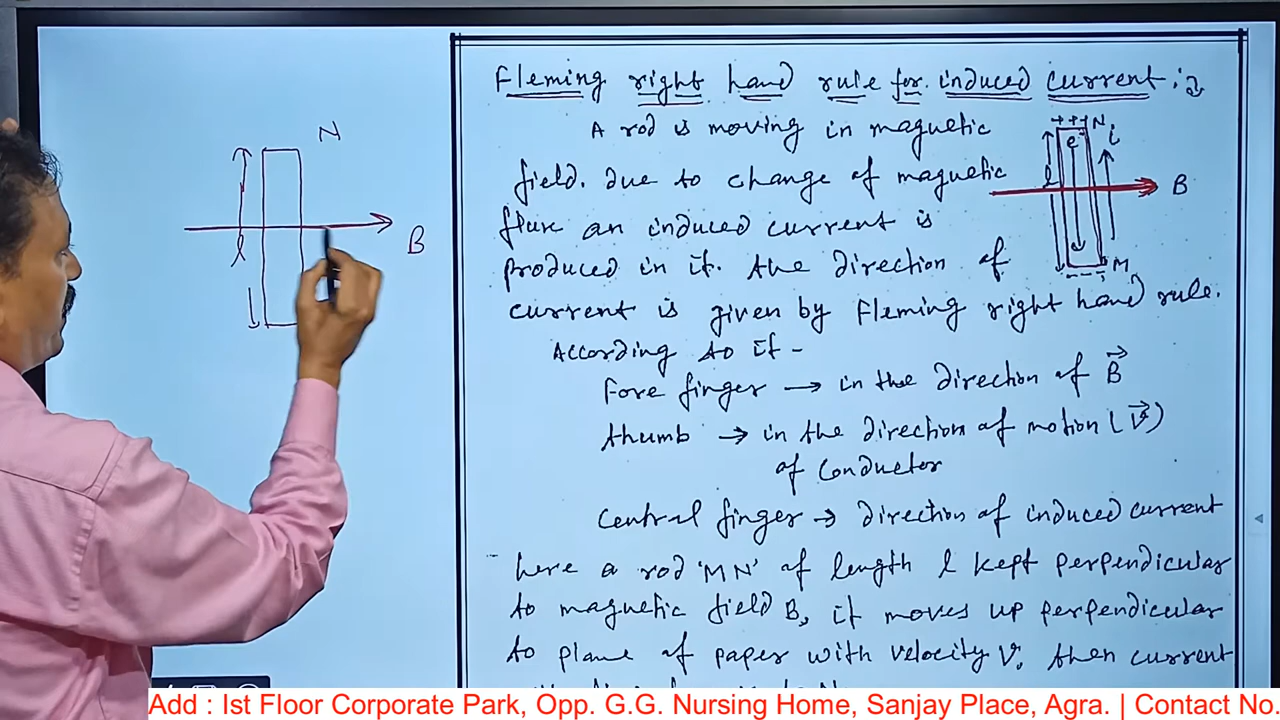 Fleming right hand rule for induced current :-
A rod is moving in magnetic
field. due to change of magnetic
flux an induced current is
produced in it. the direction of
current is given by Fleming right hand rule.
According to it -
Fore finger → in the direction of B
thumb → in the direction of motion (V)
of conductor
Central finger → direction of induced current
here a rod 'MN' of length l kept perpendicular
to magnetic field B, it moves up perpendicular
to plane of paper with velocity V, then current
+++ N
e
i
l
B
M
N
l
B
Add : Ist Floor Corporate Park, Opp. G.G. Nursing Home, Sanjay Place, Agra. | Contact No.